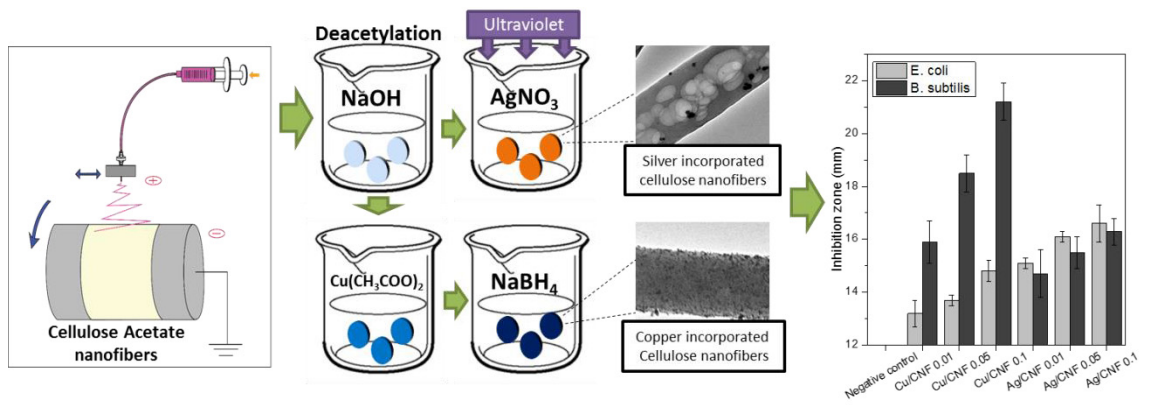 Cellulose Acetate
nanofibers
Deacetylation
NaOH
Ultraviolet
AgNO₃
Silver incorporated
cellulose nanofibers
Cu(CH₃COO)₂
NaBH₄
Copper incorporated
Cellulose nanofibers
E. coli
B. subtilis
Inhibition zone (mm)
22
20
18
16
14
12
Negative control
Cu/CNF 0.01
Cu/CNF 0.05
Cu/CNF 0.1
Ag/CNF 0.01
Ag/CNF 0.05
Ag/CNF 0.1